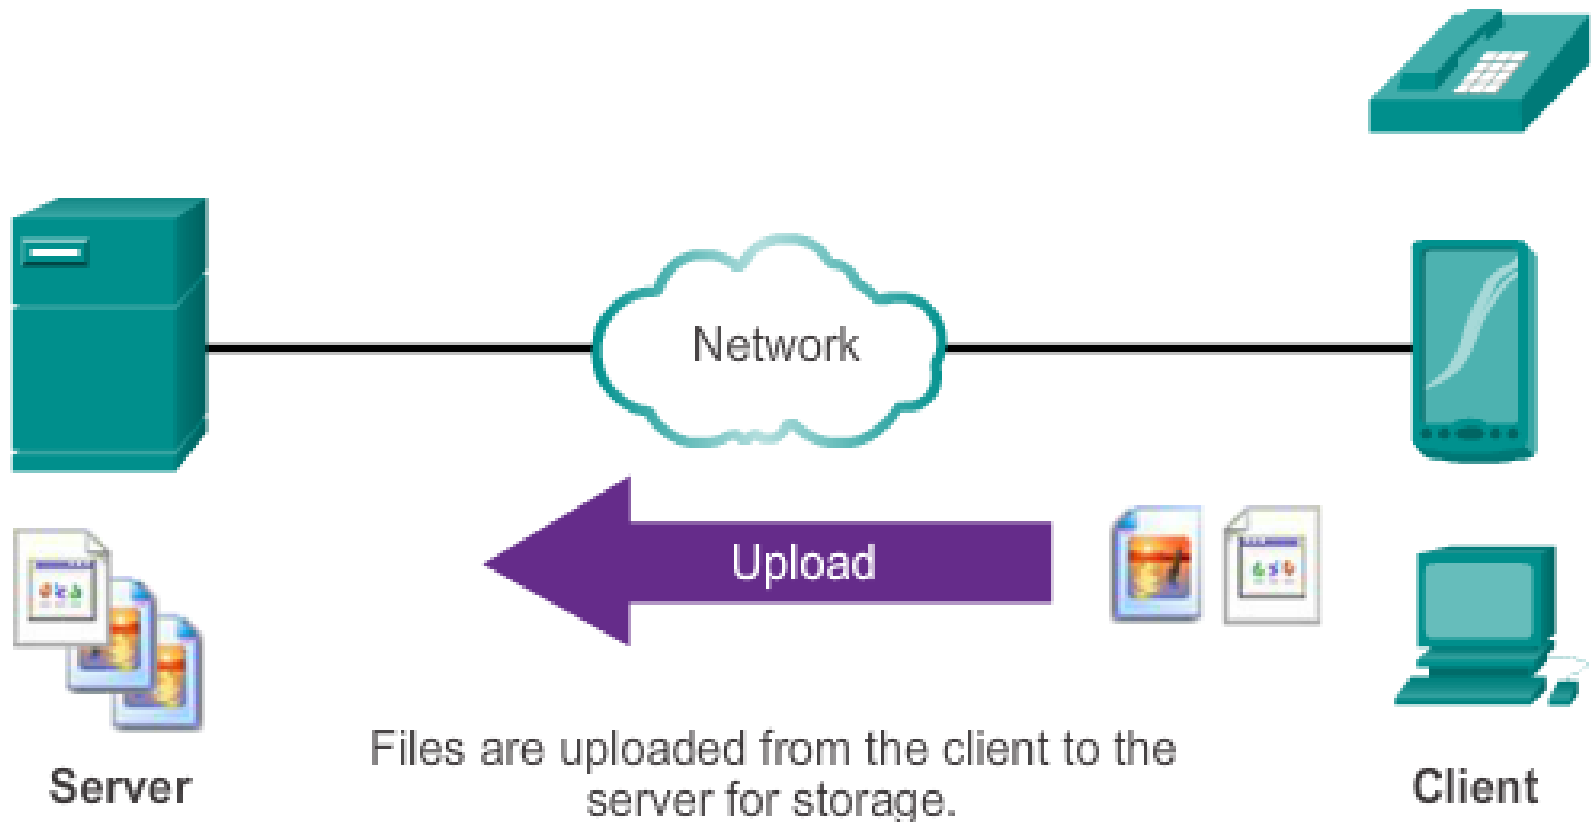 Network
Upload
Files are uploaded from the client to the
server for storage.
Server
Client